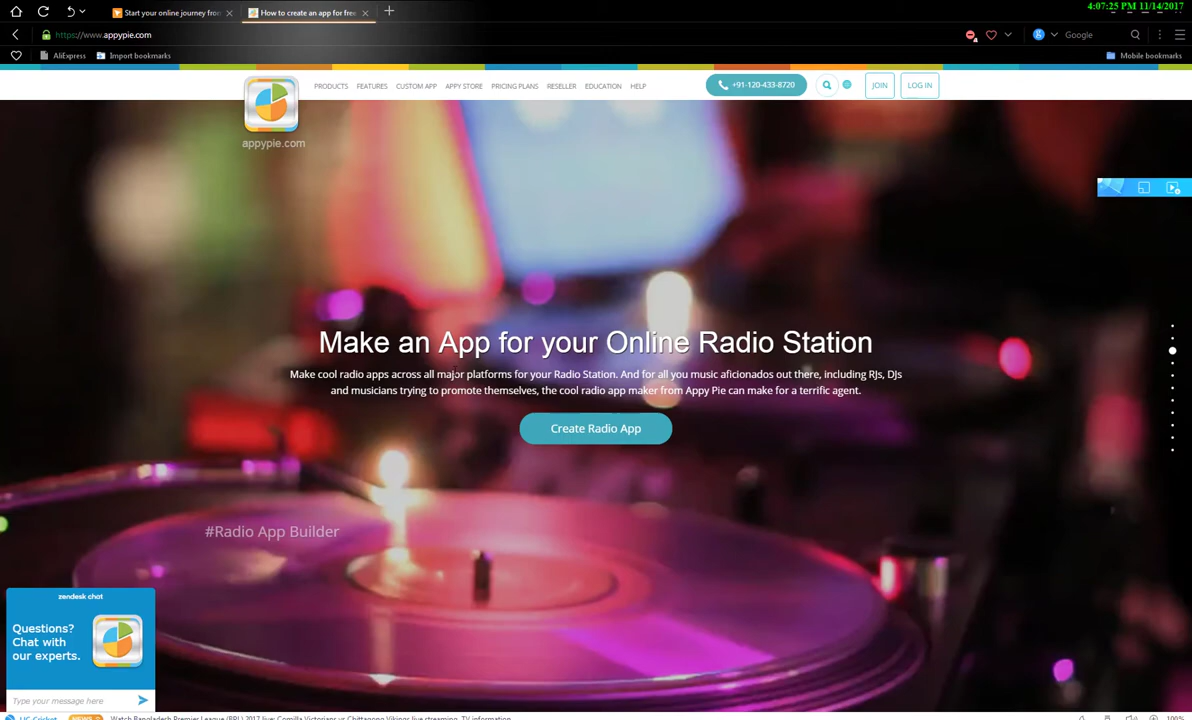 4:07:25 PM 11/14/2017
Start your online journey from
How to create an app for free
https://www.appypie.com
Google
AliExpress
Import bookmarks
Mobile bookmarks
appypie.com
PRODUCTS FEATURES CUSTOM APP APPY STORE PRICING PLANS RESELLER EDUCATION HELP
+91-120-433-8720
JOIN
LOG IN
Make an App for your Online Radio Station
Make cool radio apps across all major platforms for your Radio Station. And for all you music aficionados out there, including RJs, DJs
and musicians trying to promote themselves, the cool radio app maker from Appy Pie can make for a terrific agent.
Create Radio App
#Radio App Builder
zendesk chat
Questions?
Chat with
our experts.
Type your message here
UC Cricket
NEWS
Watch Bangladesh Premier League (BPL) 2017 live: Comilla Victorians vs Chittagong Vikings live streaming, TV information
100%